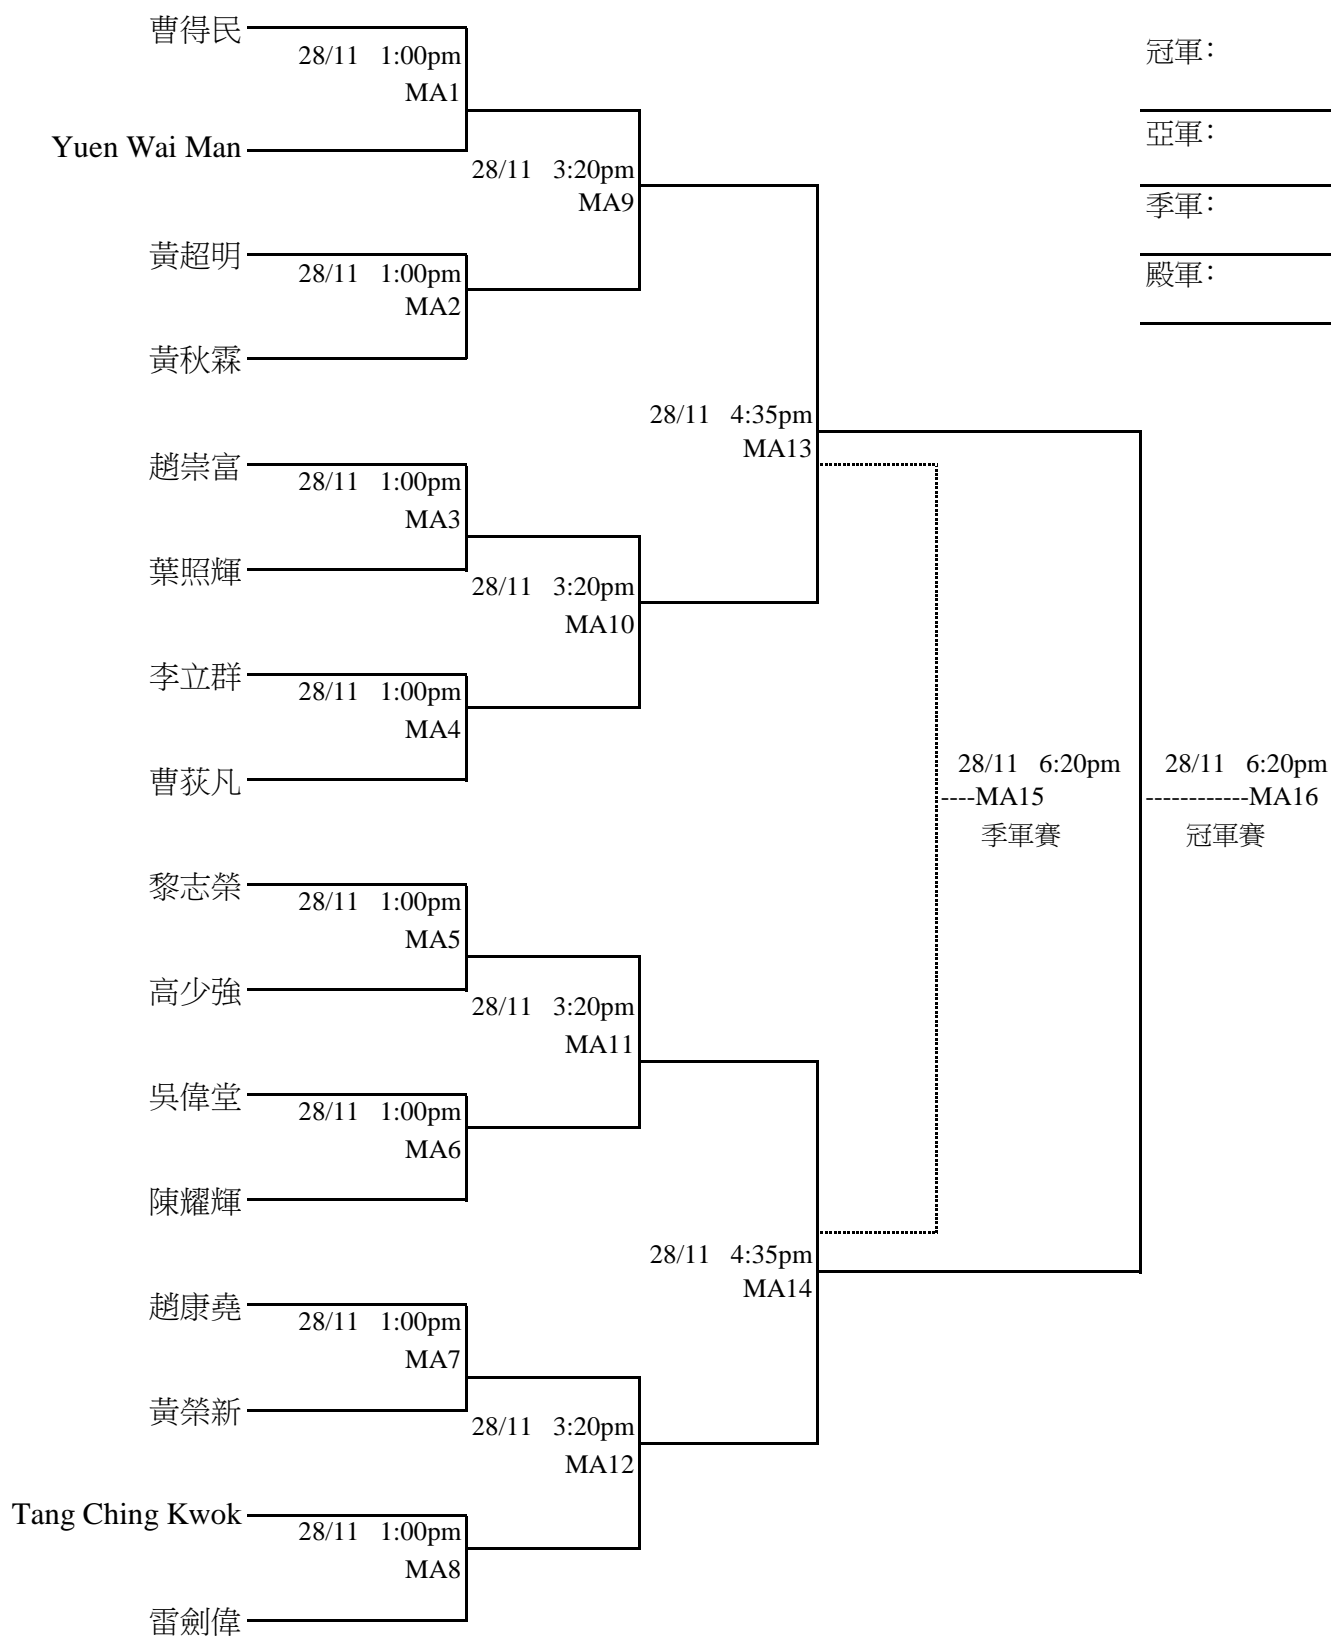 曹得民
28/11 1:00pm
MA1
Yuen Wai Man
28/11 3:20pm
MA9
黃超明
28/11 1:00pm
MA2
黃秋霖
28/11 4:35pm
MA13
趙崇富
28/11 1:00pm
MA3
葉照輝
28/11 3:20pm
MA10
李立群
28/11 1:00pm
MA4
曹荻凡
黎志榮
28/11 1:00pm
MA5
高少強
28/11 3:20pm
MA11
吳偉堂
28/11 1:00pm
MA6
陳耀輝
28/11 4:35pm
MA14
趙康堯
28/11 1:00pm
MA7
黃榮新
28/11 3:20pm
MA12
Tang Ching Kwok
28/11 1:00pm
MA8
雷劍偉
28/11 6:20pm
----MA15
季軍賽
28/11 6:20pm
------------MA16
冠軍賽
冠軍：
亞軍：
季軍：
殿軍：